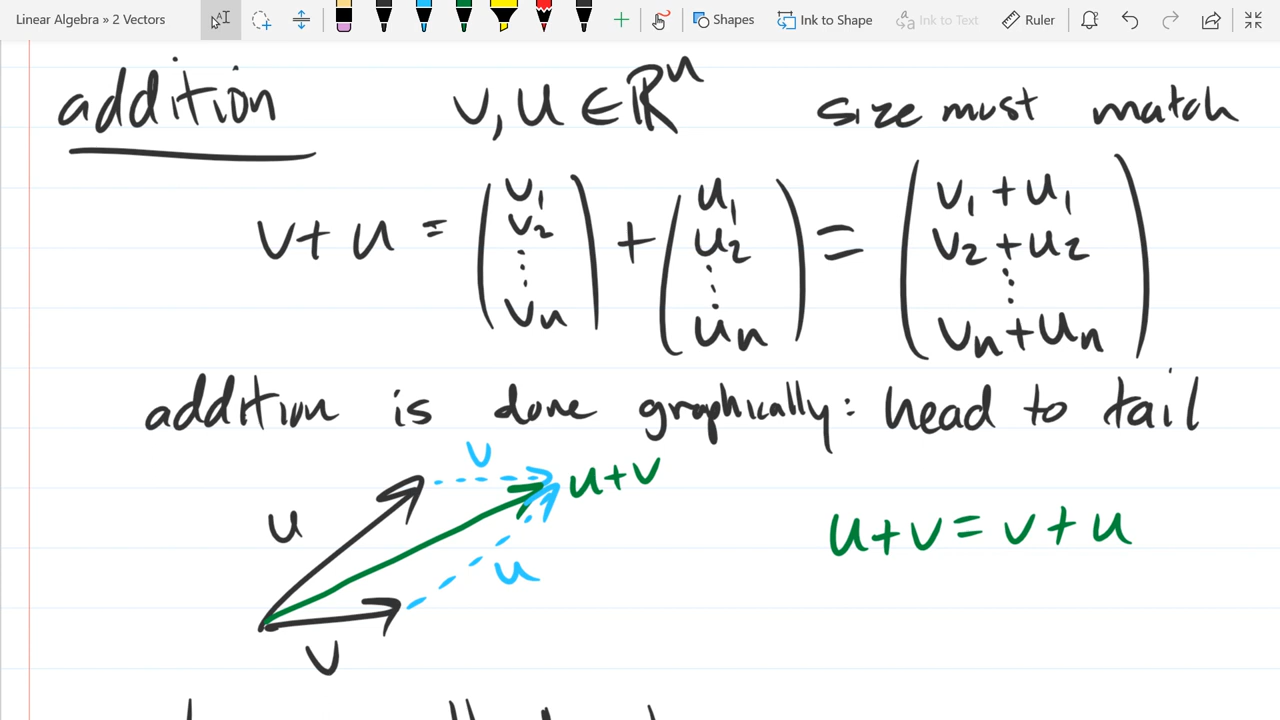 Linear Algebra » 2 Vectors Shapes Ink to Shape Ink to Text Ruler
addition v, u ∈ ℝⁿ size must match
v + u = (v₁ v₂ ⋮ vₙ) + (u₁ u₂ ⋮ uₙ) = (v₁ + u₁ v₂ + u₂ ⋮ vₙ + uₙ)
addition is done graphically: head to tail
v
u+v
u
u+v = v+u
u
v